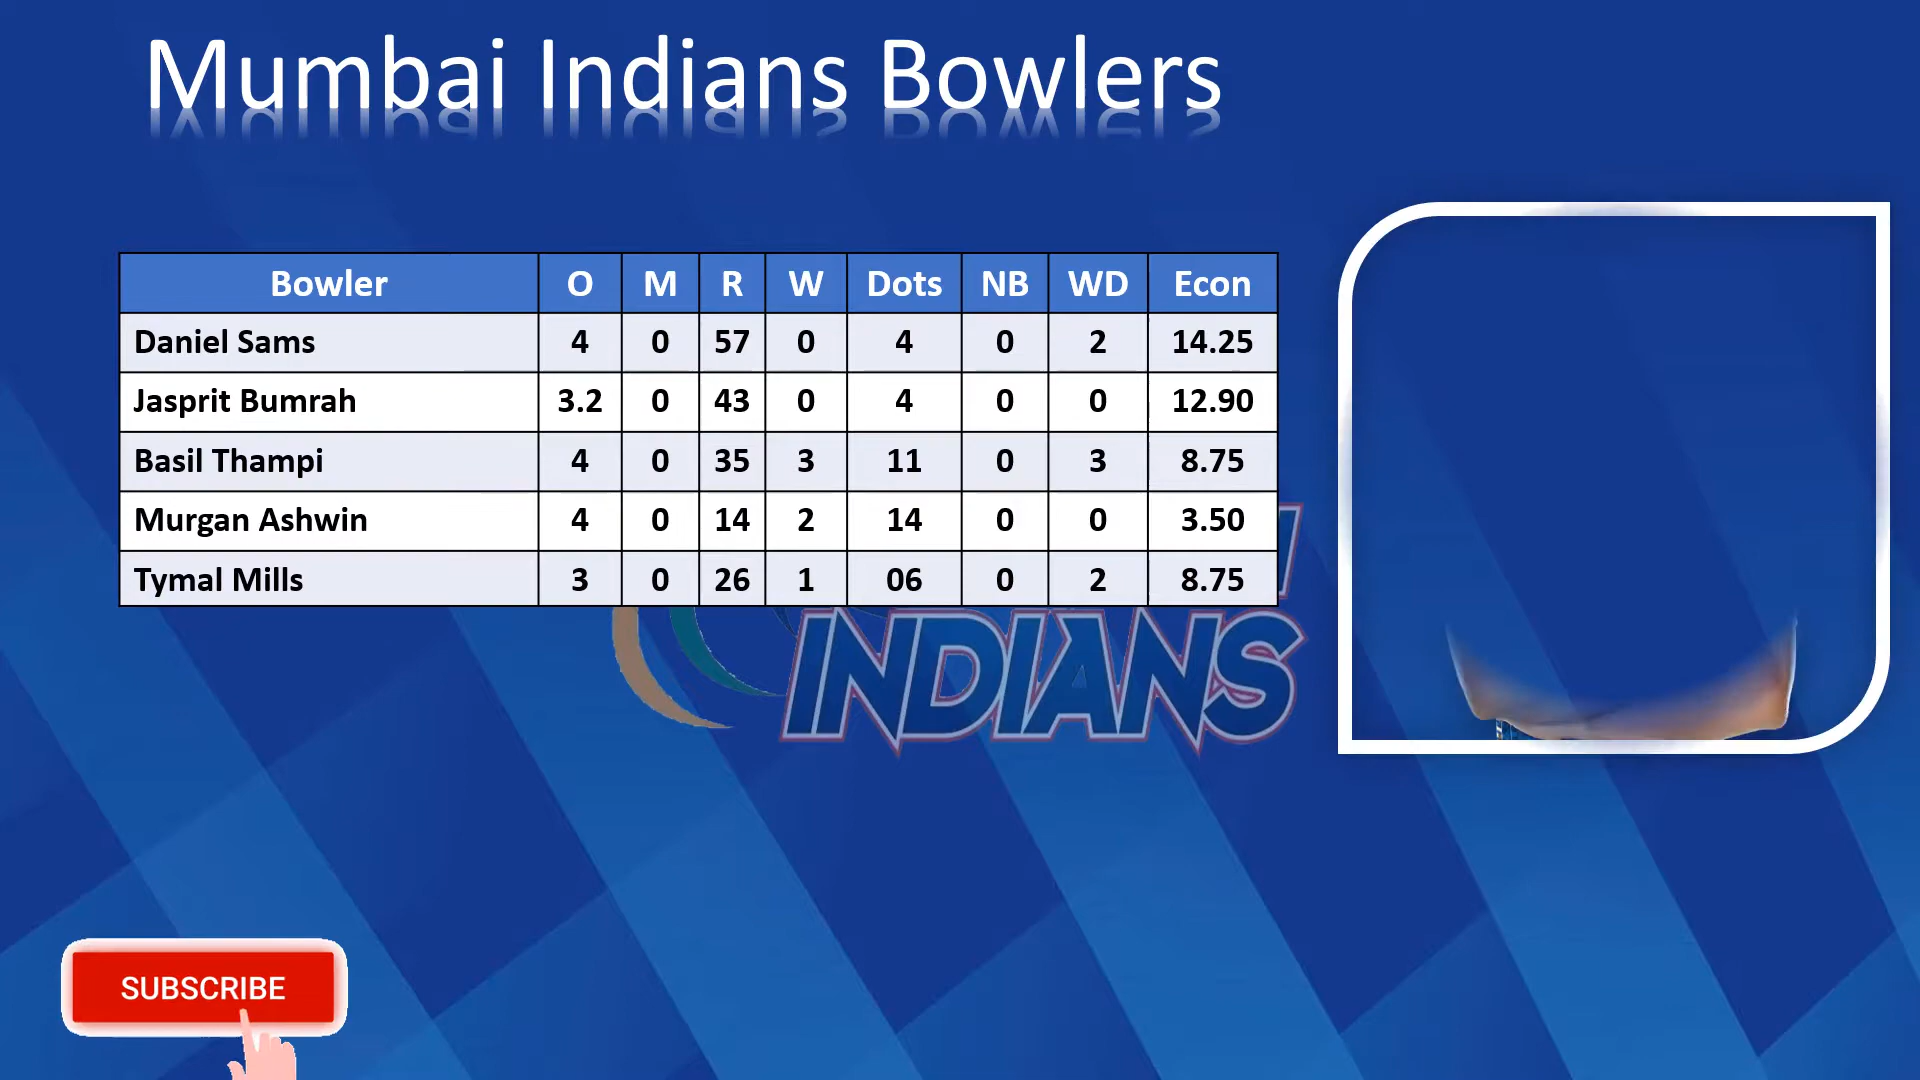 Mumbai Indians Bowlers
Bowler O M R W Dots NB WD Econ
Daniel Sams 4 0 57 0 4 0 2 14.25
Jasprit Bumrah 3.2 0 43 0 4 0 0 12.90
Basil Thampi 4 0 35 3 11 0 3 8.75
Murgan Ashwin 4 0 14 2 14 0 0 3.50
Tymal Mills 3 0 26 1 06 0 2 8.75
INDIANS
SUBSCRIBE